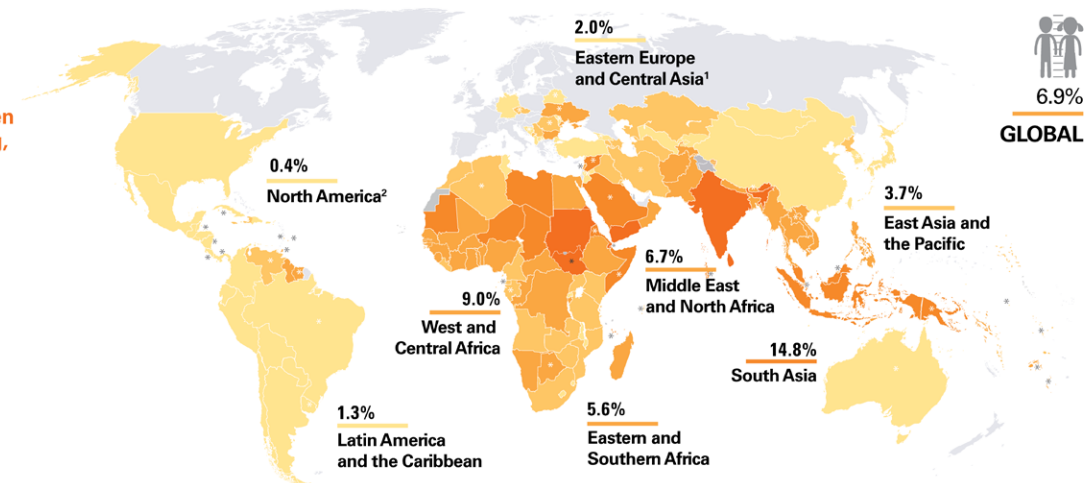 2.0%
Eastern Europe
and Central Asia¹
6.9%
GLOBAL
en
,
0.4%
North America²
3.7%
East Asia and
the Pacific
6.7%
Middle East
and North Africa
9.0%
West and
Central Africa
14.8%
South Asia
1.3%
Latin America
and the Caribbean
5.6%
Eastern and
Southern Africa